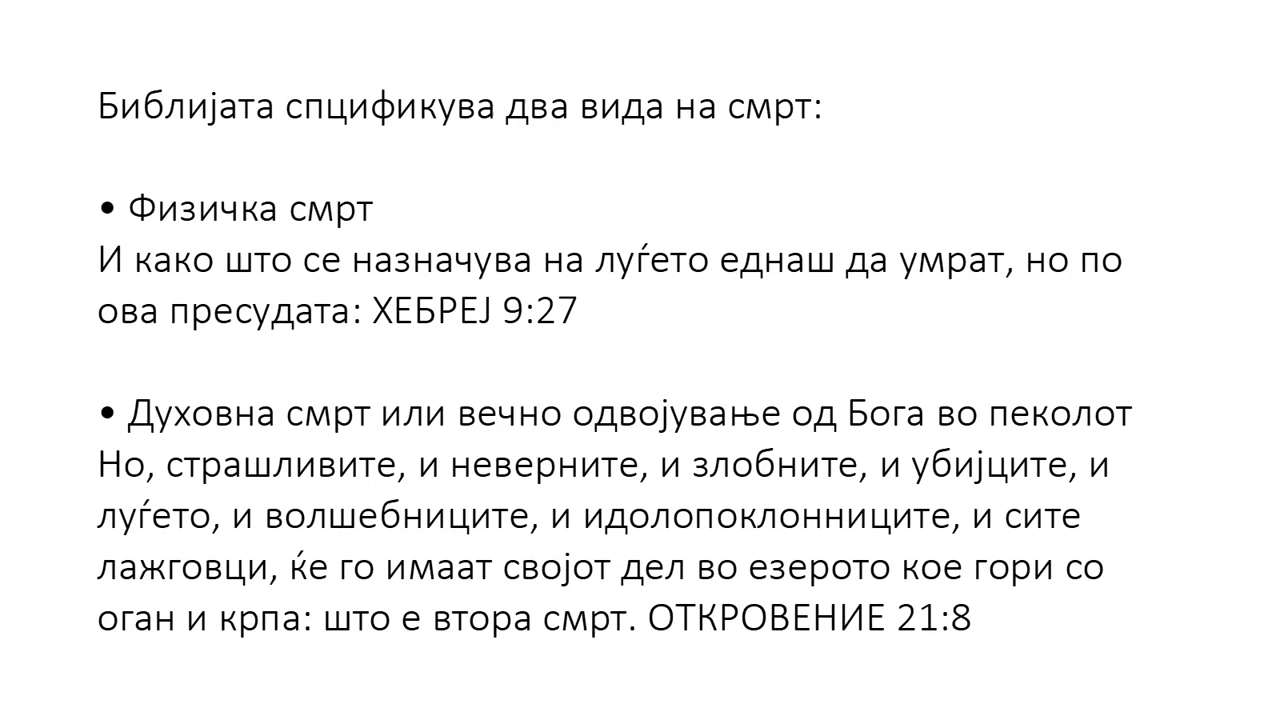 Библијата спцификува два вида на смрт:
• Физичка смрт
И како што се назначува на луѓето еднаш да умрат, но по
ова пресудата: ХЕБРЕЈ 9:27
• Духовна смрт или вечно одвојување од Бога во пеколот
Но, страшливите, и неверните, и злобните, и убијците, и
луѓето, и волшебниците, и идолопоклонниците, и сите
лажговци, ќе го имаат својот дел во езерото кое гори со
оган и крпа: што е втора смрт. ОТКРОВЕНИЕ 21:8